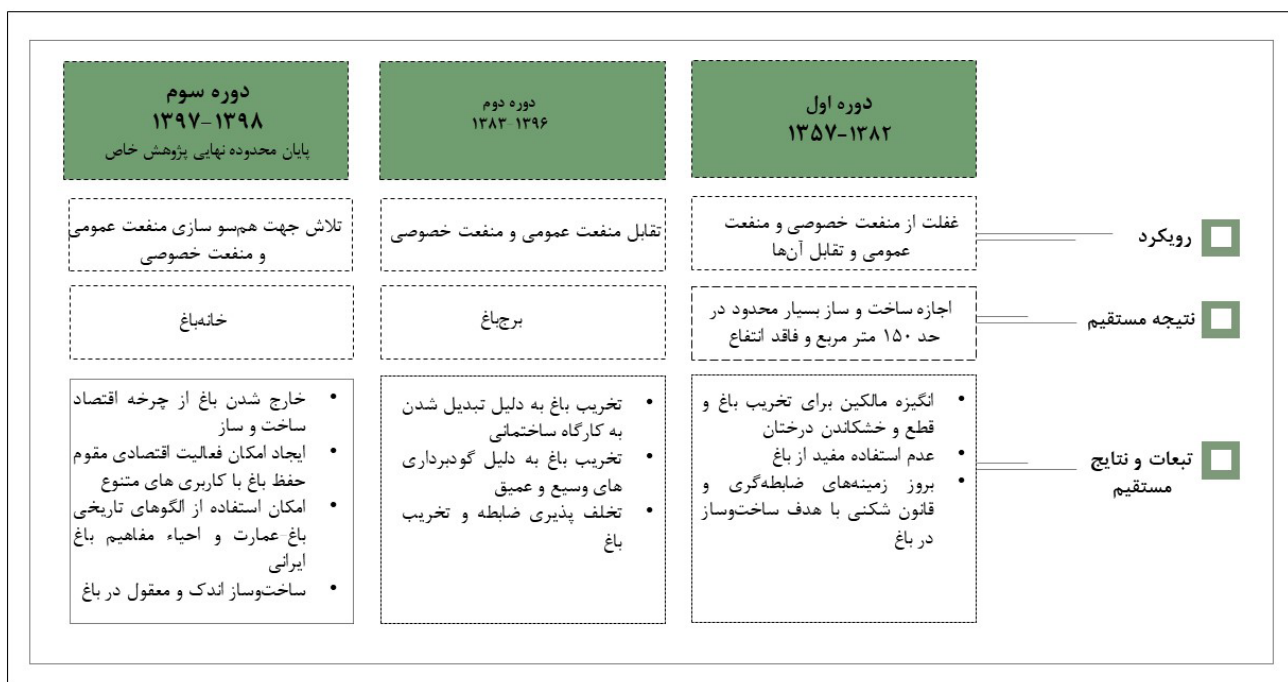 دوره اول
۱۳۵۷-۱۳۸۲
دوره دوم
۱۳۸۳-۱۳۹۶
دوره سوم
۱۳۹۷-۱۳۹۸
پایان محدوده نهایی پژوهش خاص
رویکرد
غفلت از منفعت خصوصی و منفعت
عمومی و تقابل آن‌ها
تقابل منفعت عمومی و منفعت خصوصی
تلاش جهت هم‌سو سازی منفعت عمومی
و منفعت خصوصی
نتیجه مستقیم
اجازه ساخت و ساز بسیار محدود در
حد ۱۵۰ متر مربع و فاقد انتفاع
برج‌باغ
خانه‌باغ
تبعات و نتایج
مستقیم
• انگیزه مالکین برای تخریب باغ و
قطع و خشکاندن درختان
• عدم استفاده مفید از باغ
• بروز زمینه‌های ضابطه‌گری و
قانون شکنی با هدف ساخت‌وساز
در باغ
• تخریب باغ به دلیل تبدیل شدن
به کارگاه ساختمانی
• تخریب باغ به دلیل گودبرداری
های وسیع و عمیق
• تخلف پذیری ضابطه و تخریب
باغ
• خارج شدن باغ از چرخه اقتصاد
ساخت و ساز
• ایجاد امکان فعالیت اقتصادی مقوم
حفظ باغ با کاربری های متنوع
• امکان استفاده از الگوهای تاریخی
باغ-عمارت و احیاء مفاهیم باغ
ایرانی
• ساخت‌وساز اندک و معقول در باغ